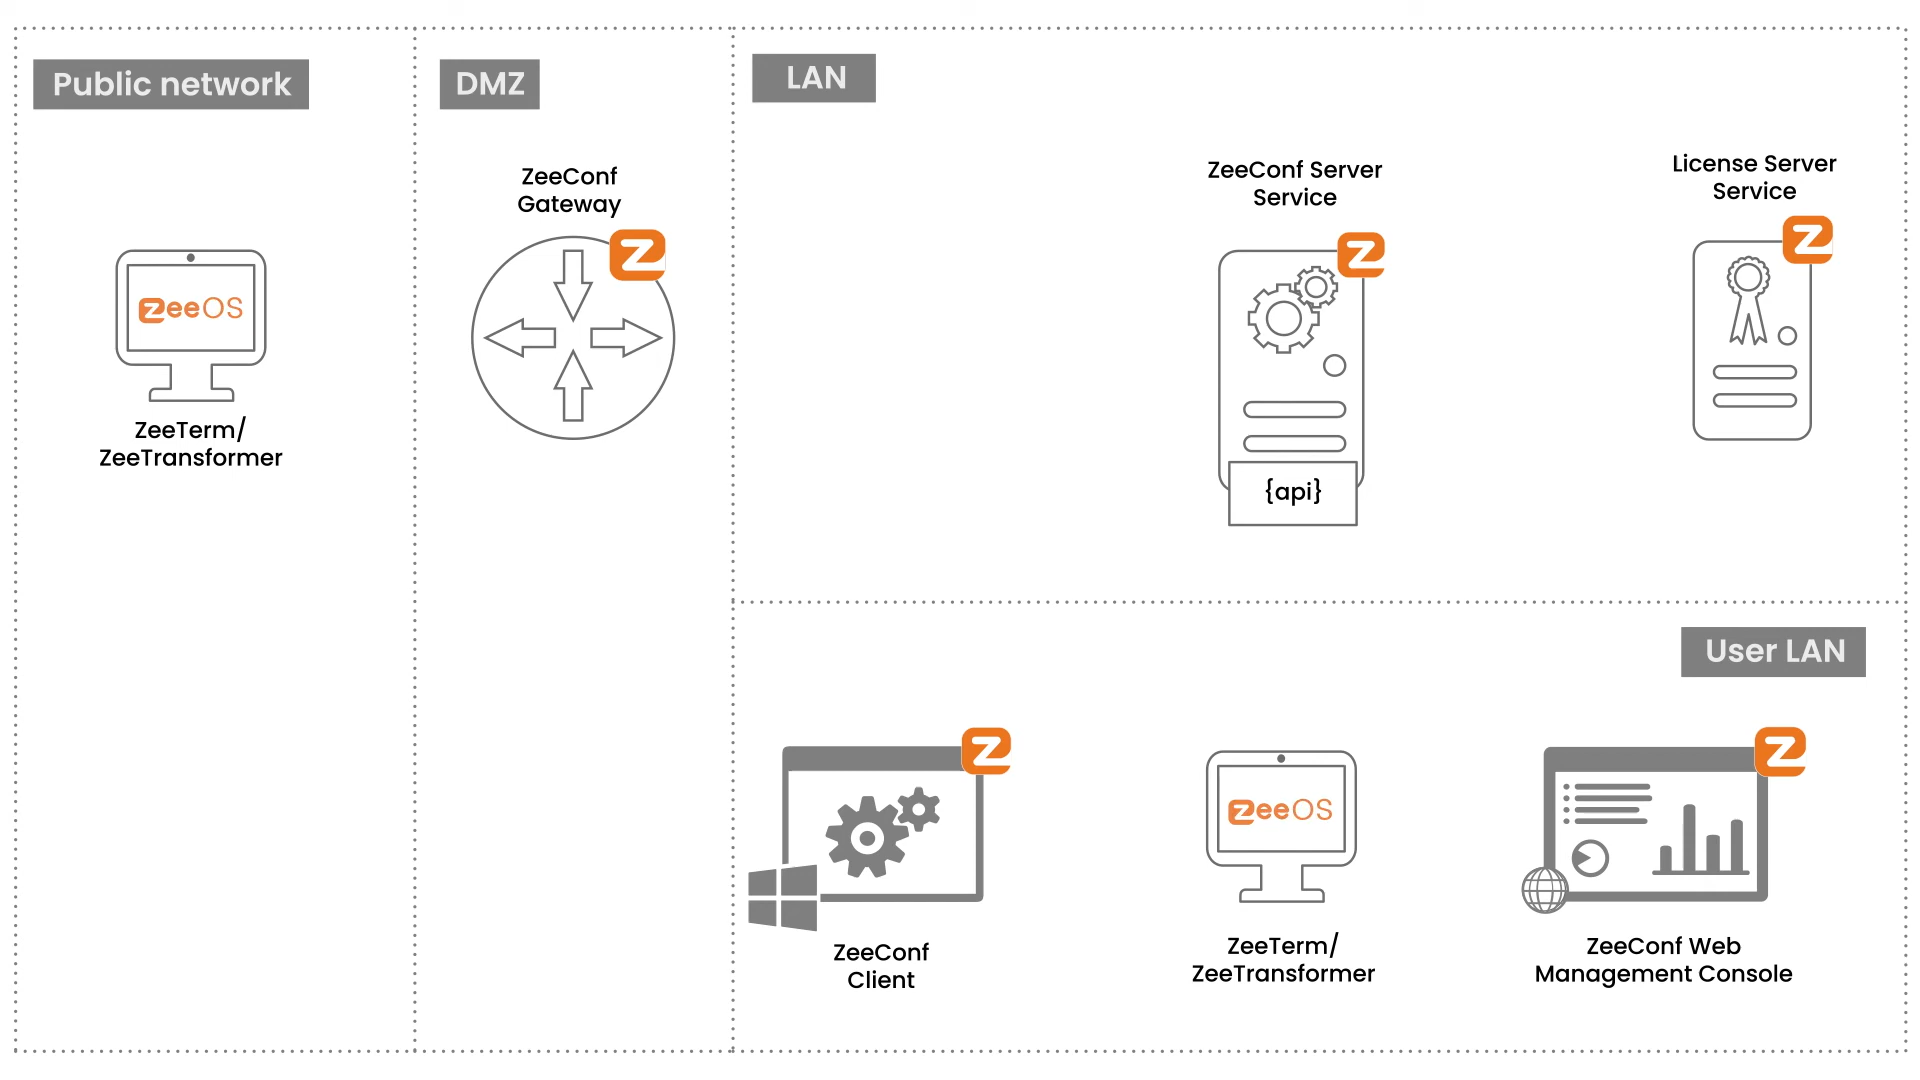 Public network
DMZ
LAN
ZeeConf
Gateway
ZeeConf Server
Service
License Server
Service
Z
Z
Z
zeeOS
ZeeTerm/
ZeeTransformer
{api}
User LAN
Z
Z
zeeOS
ZeeConf
Client
ZeeTerm/
ZeeTransformer
ZeeConf Web
Management Console